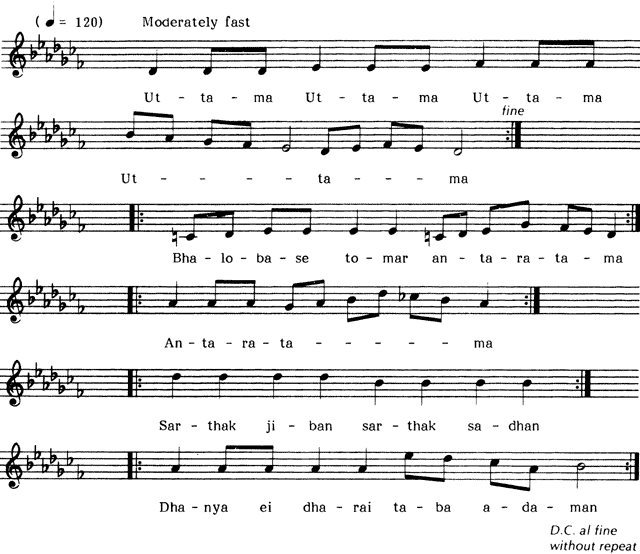 ( ♩ = 120) Moderately fast
Ut - ta - ma Ut - ta - ma Ut - ta - ma
fine
Ut - - - - ta - - ma
Bha - lo - ba - se to - mar an - ta - ra - ta - ma
An - ta - ra - ta - - - - ma
Sar - thak ji - ban sar - thak sa - dhan
Dha - nya ei dha - rai ta - ba a - da - man
D.C. al fine
without repeat